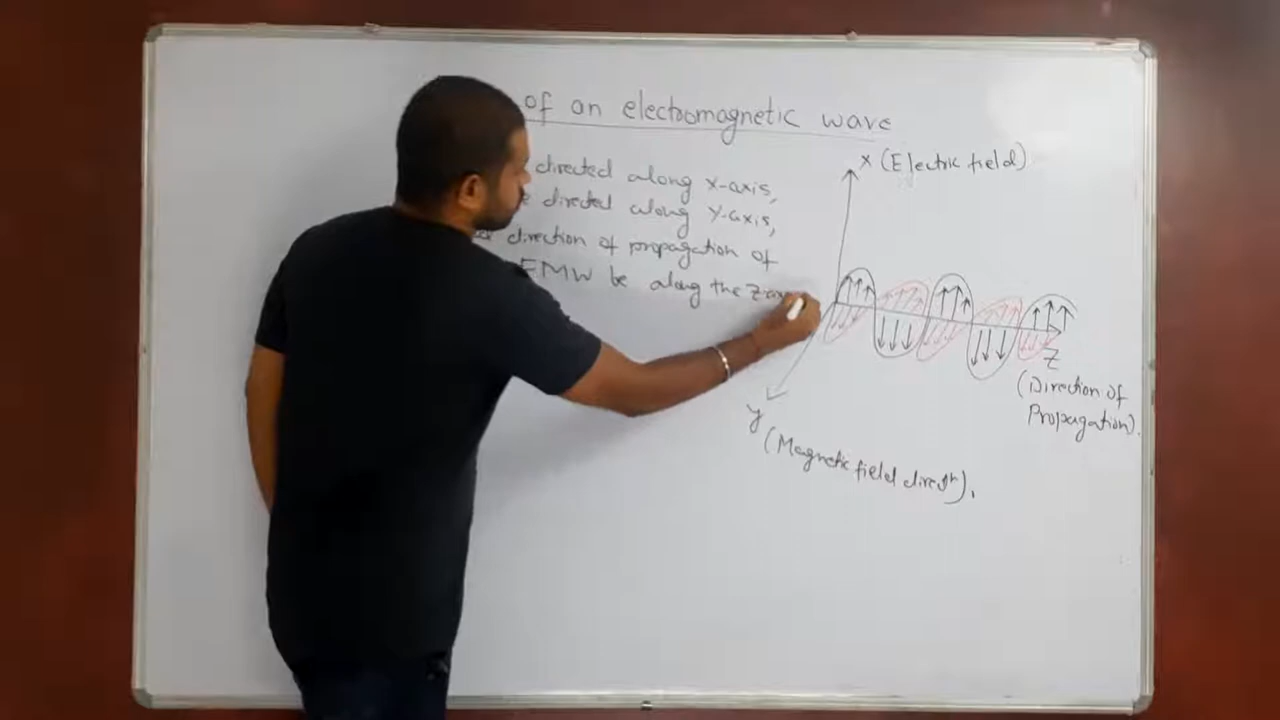 of an electromagnetic wave
directed along x-axis,
directed along y-axis,
direction of propagation of
EMW be along the z-axis
X (Electric field)
Z
(Direction of
Propagation).
y
(Magnetic field directn).